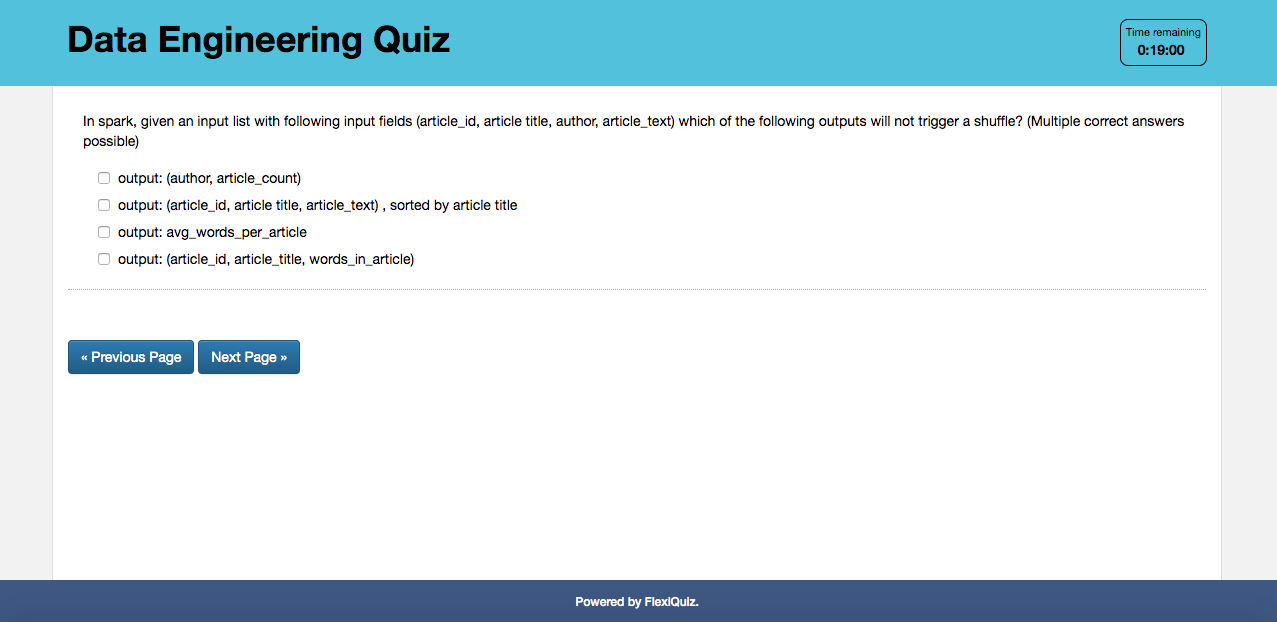 Data Engineering Quiz
Time remaining
0:19:00
In spark, given an input list with following input fields (article_id, article title, author, article_text) which of the following outputs will not trigger a shuffle? (Multiple correct answers
possible)
output: (author, article_count)
output: (article_id, article title, article_text) , sorted by article title
output: avg_words_per_article
output: (article_id, article_title, words_in_article)
« Previous Page
Next Page »
Powered by FlexiQuiz.